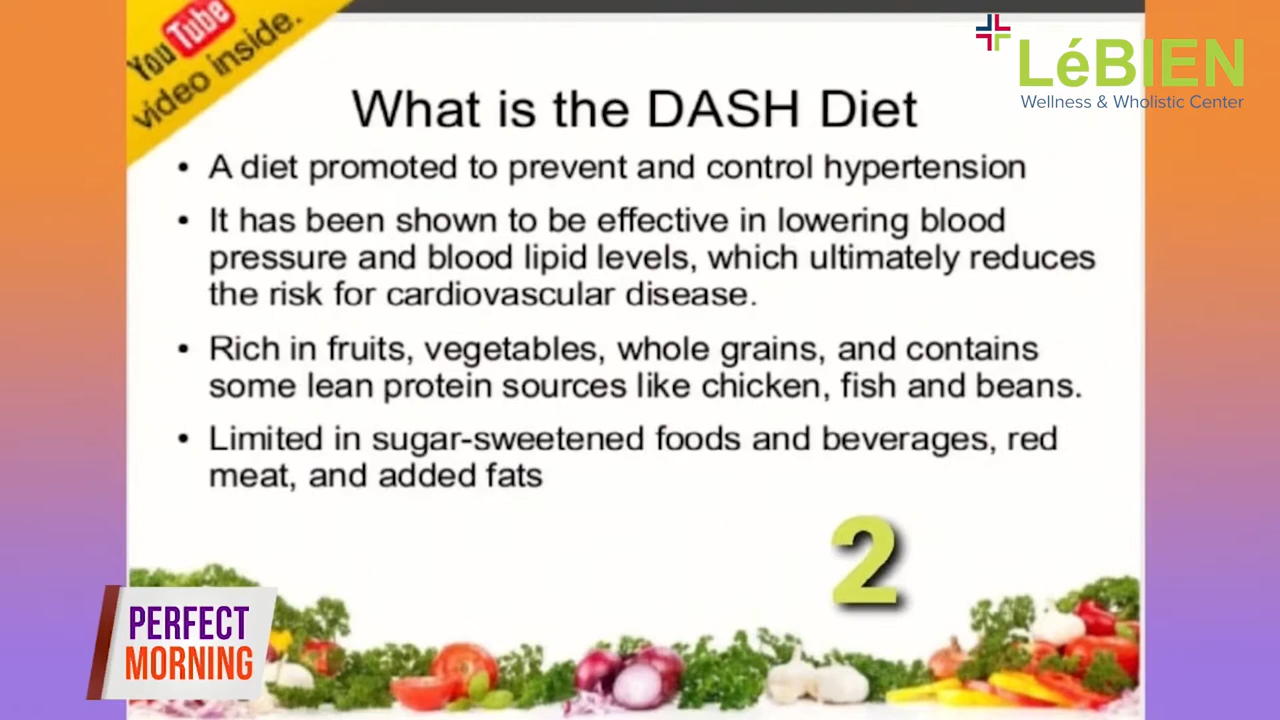 You Tube
video inside.
LéBIEN
Wellness & Wholistic Center
What is the DASH Diet
• A diet promoted to prevent and control hypertension
• It has been shown to be effective in lowering blood
pressure and blood lipid levels, which ultimately reduces
the risk for cardiovascular disease.
• Rich in fruits, vegetables, whole grains, and contains
some lean protein sources like chicken, fish and beans.
• Limited in sugar-sweetened foods and beverages, red
meat, and added fats
2
PERFECT
MORNING